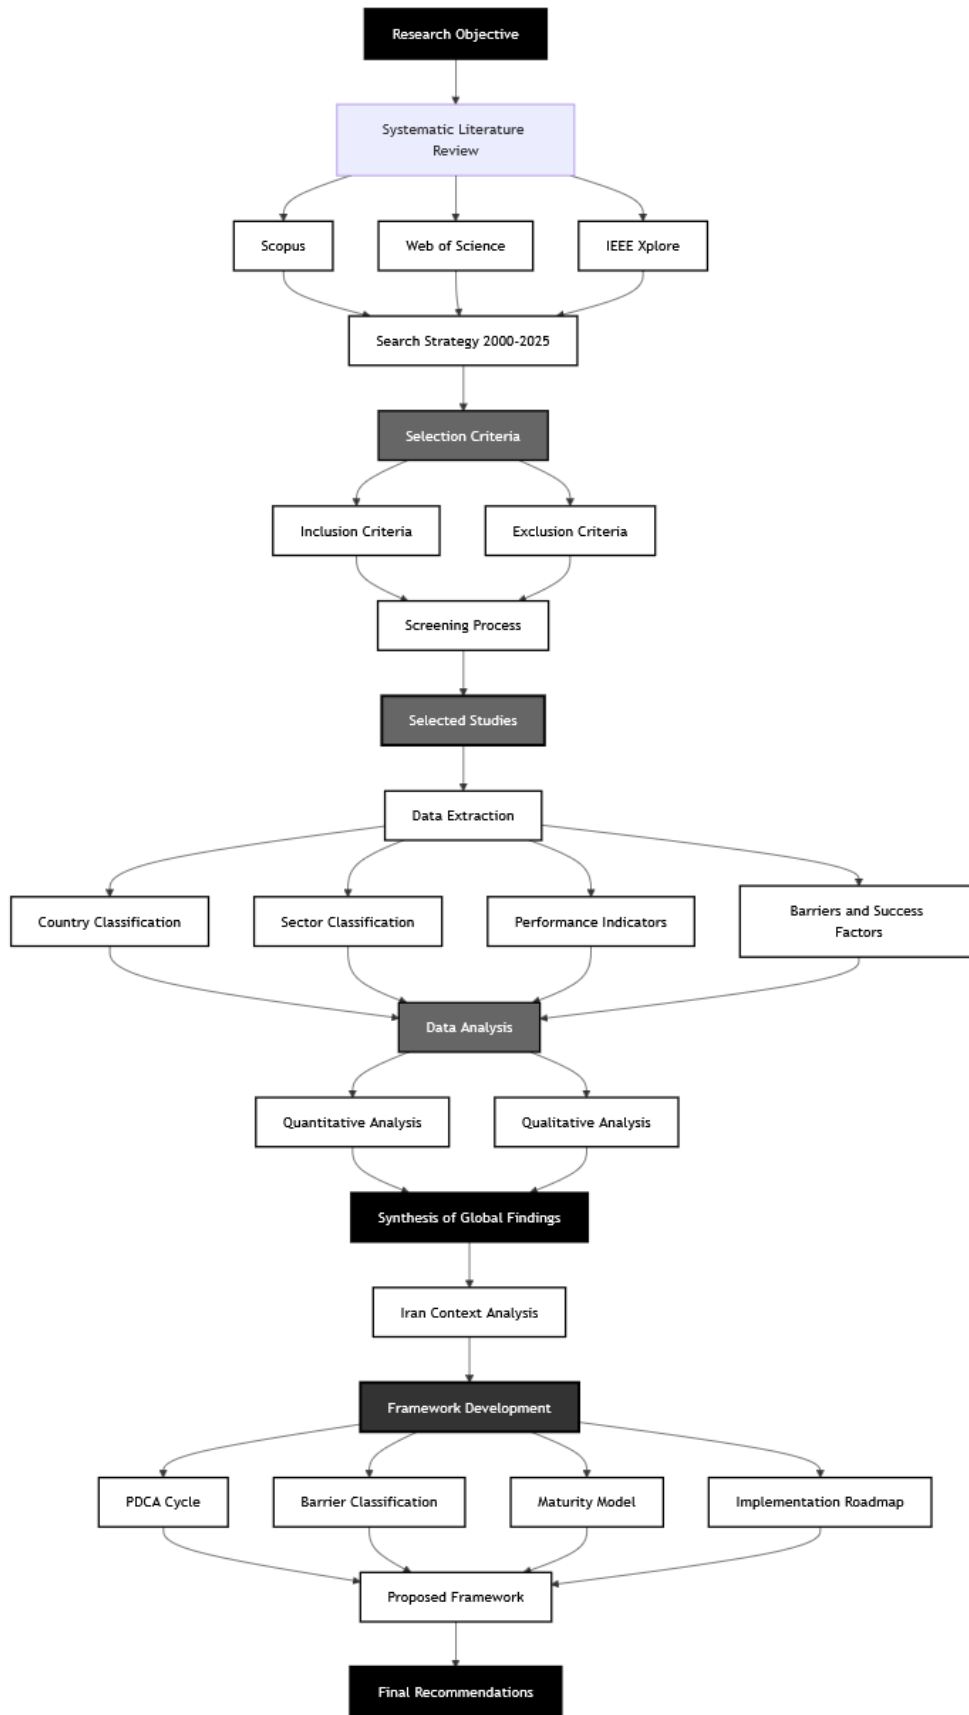 Research Objective
Systematic Literature
Review
Scopus
Web of Science
IEEE Xplore
Search Strategy 2000-2025
Selection Criteria
Inclusion Criteria
Exclusion Criteria
Screening Process
Selected Studies
Data Extraction
Country Classification
Sector Classification
Performance Indicators
Barriers and Success
Factors
Data Analysis
Quantitative Analysis
Qualitative Analysis
Synthesis of Global Findings
Iran Context Analysis
Framework Development
PDCA Cycle
Barrier Classification
Maturity Model
Implementation Roadmap
Proposed Framework
Final Recommendations